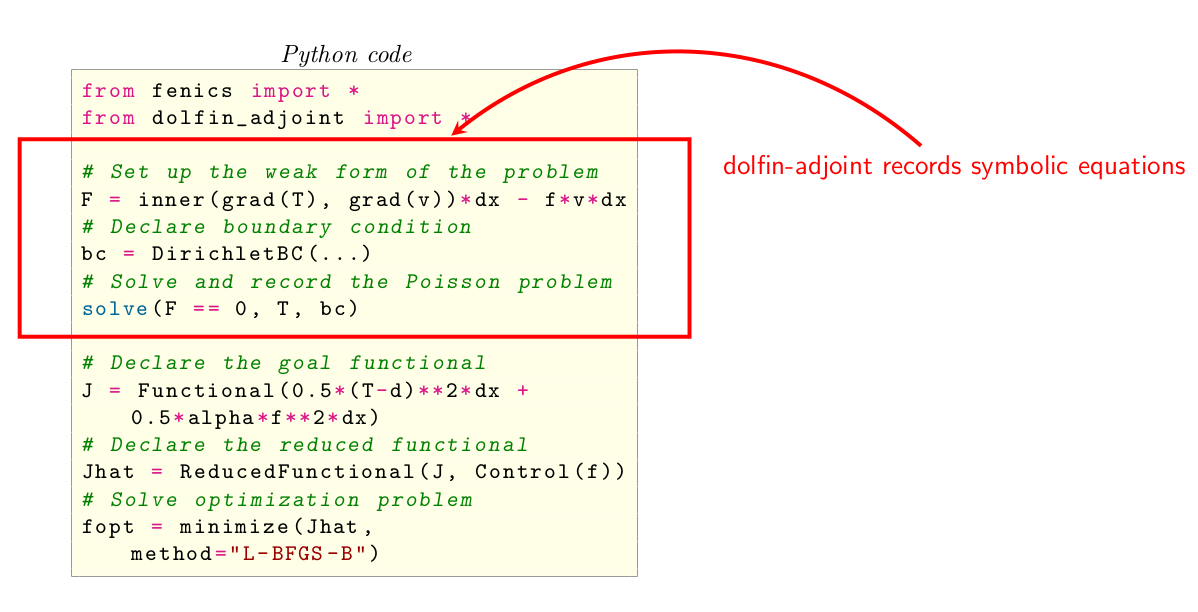 Python code
from fenics import *
from dolfin_adjoint import *
# Set up the weak form of the problem
F = inner(grad(T), grad(v))*dx - f*v*dx
# Declare boundary condition
bc = DirichletBC(...)
# Solve and record the Poisson problem
solve(F == 0, T, bc)
# Declare the goal functional
J = Functional(0.5*(T-d)**2*dx +
0.5*alpha*f**2*dx)
# Declare the reduced functional
Jhat = ReducedFunctional(J, Control(f))
# Solve optimization problem
fopt = minimize(Jhat,
method="L-BFGS-B")
dolfin-adjoint records symbolic equations